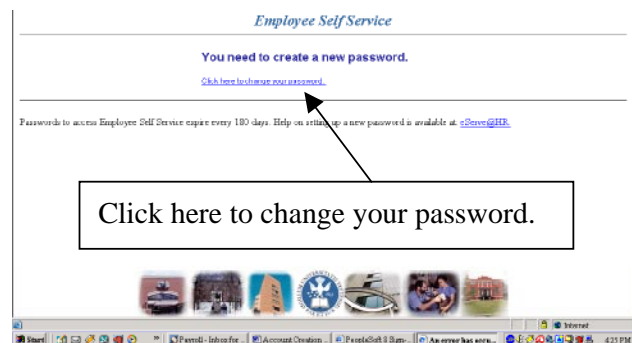 Employee Self Service
You need to create a new password.
Click here to change your password.
Passwords to access Employee Self Service expire every 180 days. Help on setting up a new password is available at: eServe@HR.
Click here to change your password.
Internet
Start
Payroll - Inbox for ...
Account Creation ...
PeopleSoft 8 Sign-...
An error has occu...
4:25 PM